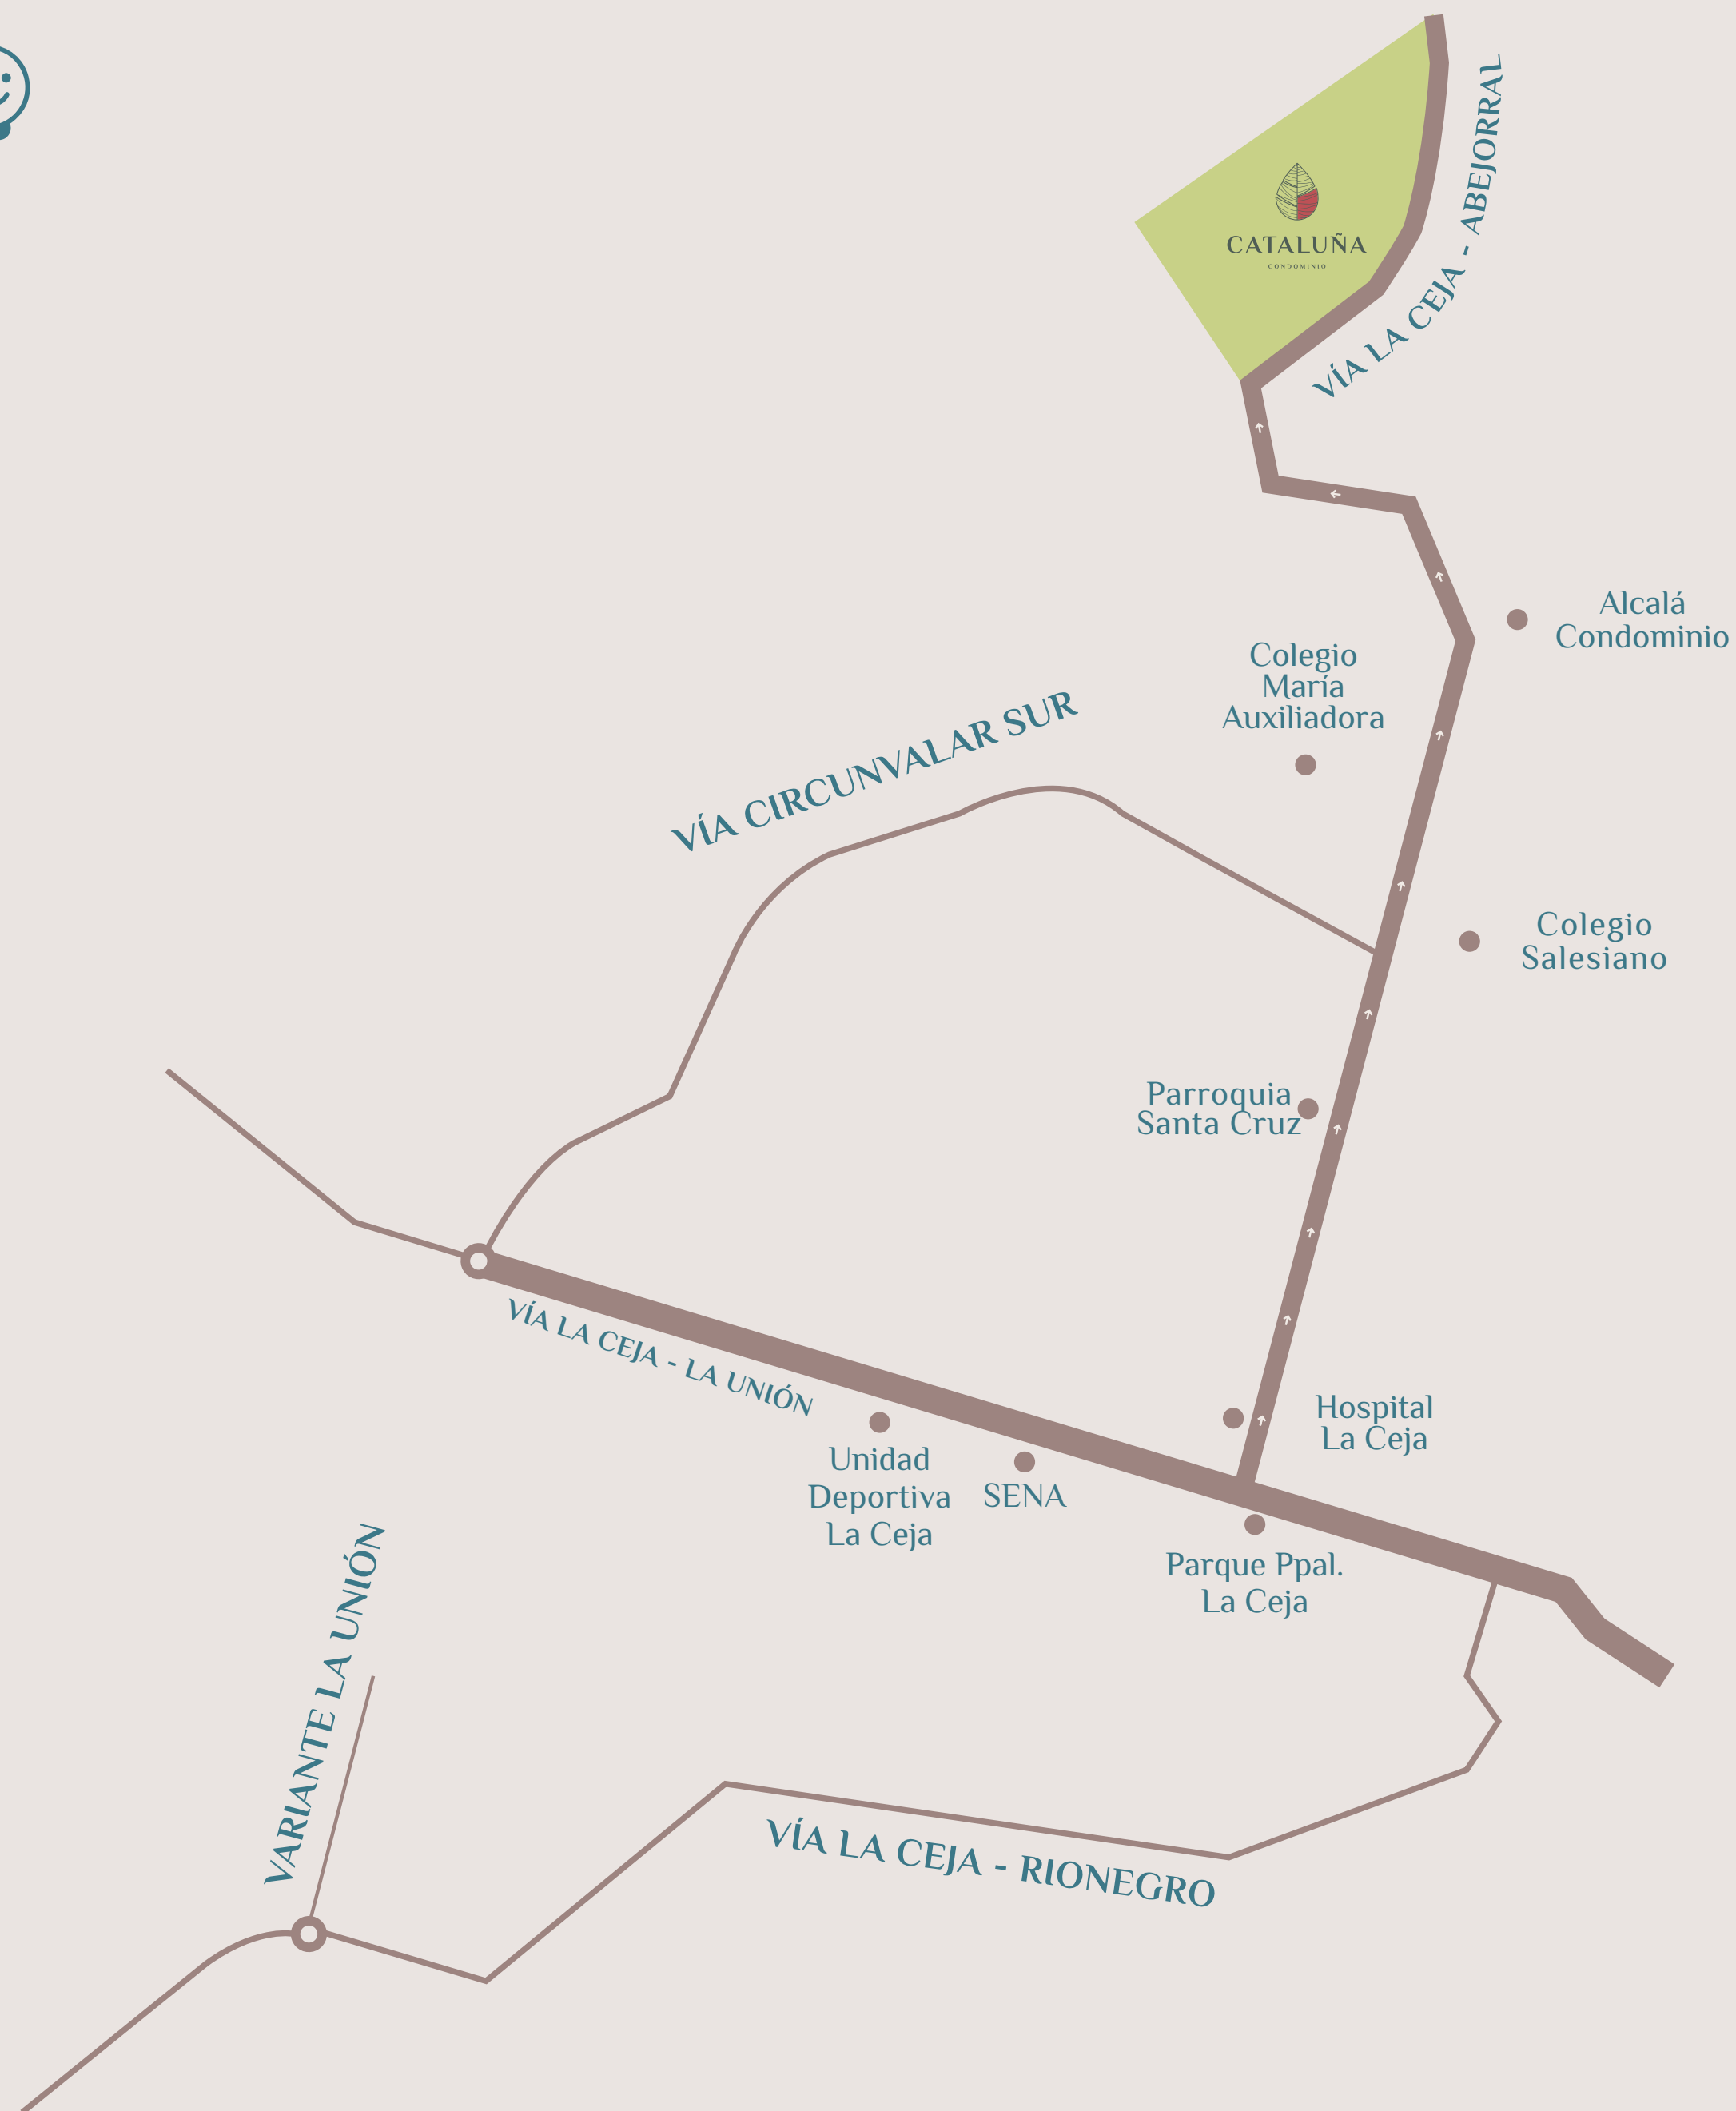 VÍA LA CEJA - ABEJORRAL
CATALUÑA
CONDOMINIO
Alcalá
Condominio
Colegio
María
Auxiliadora
VÍA CIRCUNVALAR SUR
Colegio
Salesiano
Parroquia
Santa Cruz
VÍA LA CEJA - LA UNIÓN
Hospital
La Ceja
Unidad
Deportiva
La Ceja
SENA
Parque Ppal.
La Ceja
VARIANTE LA UNIÓN
VÍA LA CEJA - RIONEGRO